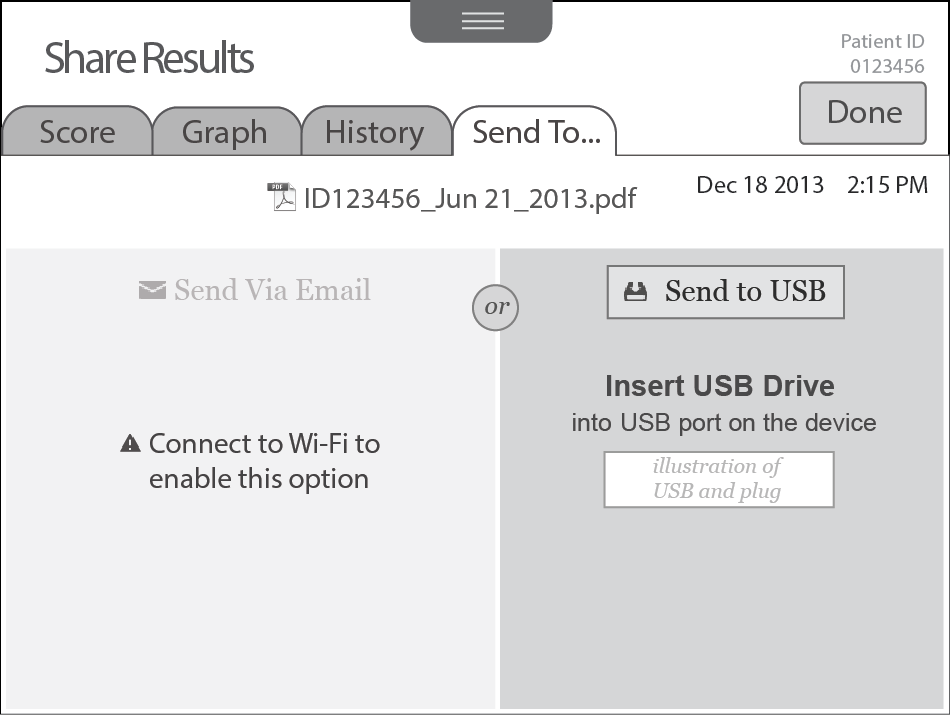 Share Results
Patient ID
0123456
Done
Score
Graph
History
Send To...
PDF
ID123456_Jun 21_2013.pdf
Dec 18 2013 2:15 PM
Send Via Email
or
Send to USB
Connect to Wi-Fi to
enable this option
Insert USB Drive
into USB port on the device
illustration of
USB and plug